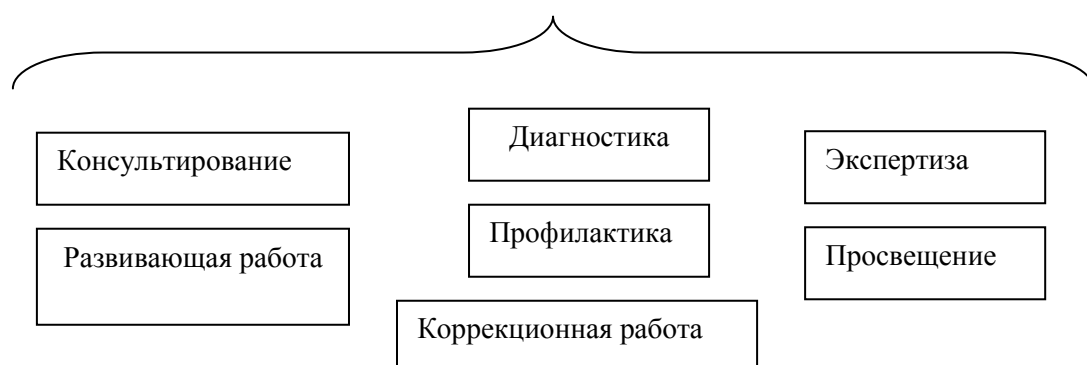 Консультирование
Диагностика
Экспертиза
Развивающая работа
Профилактика
Просвещение
Коррекционная работа